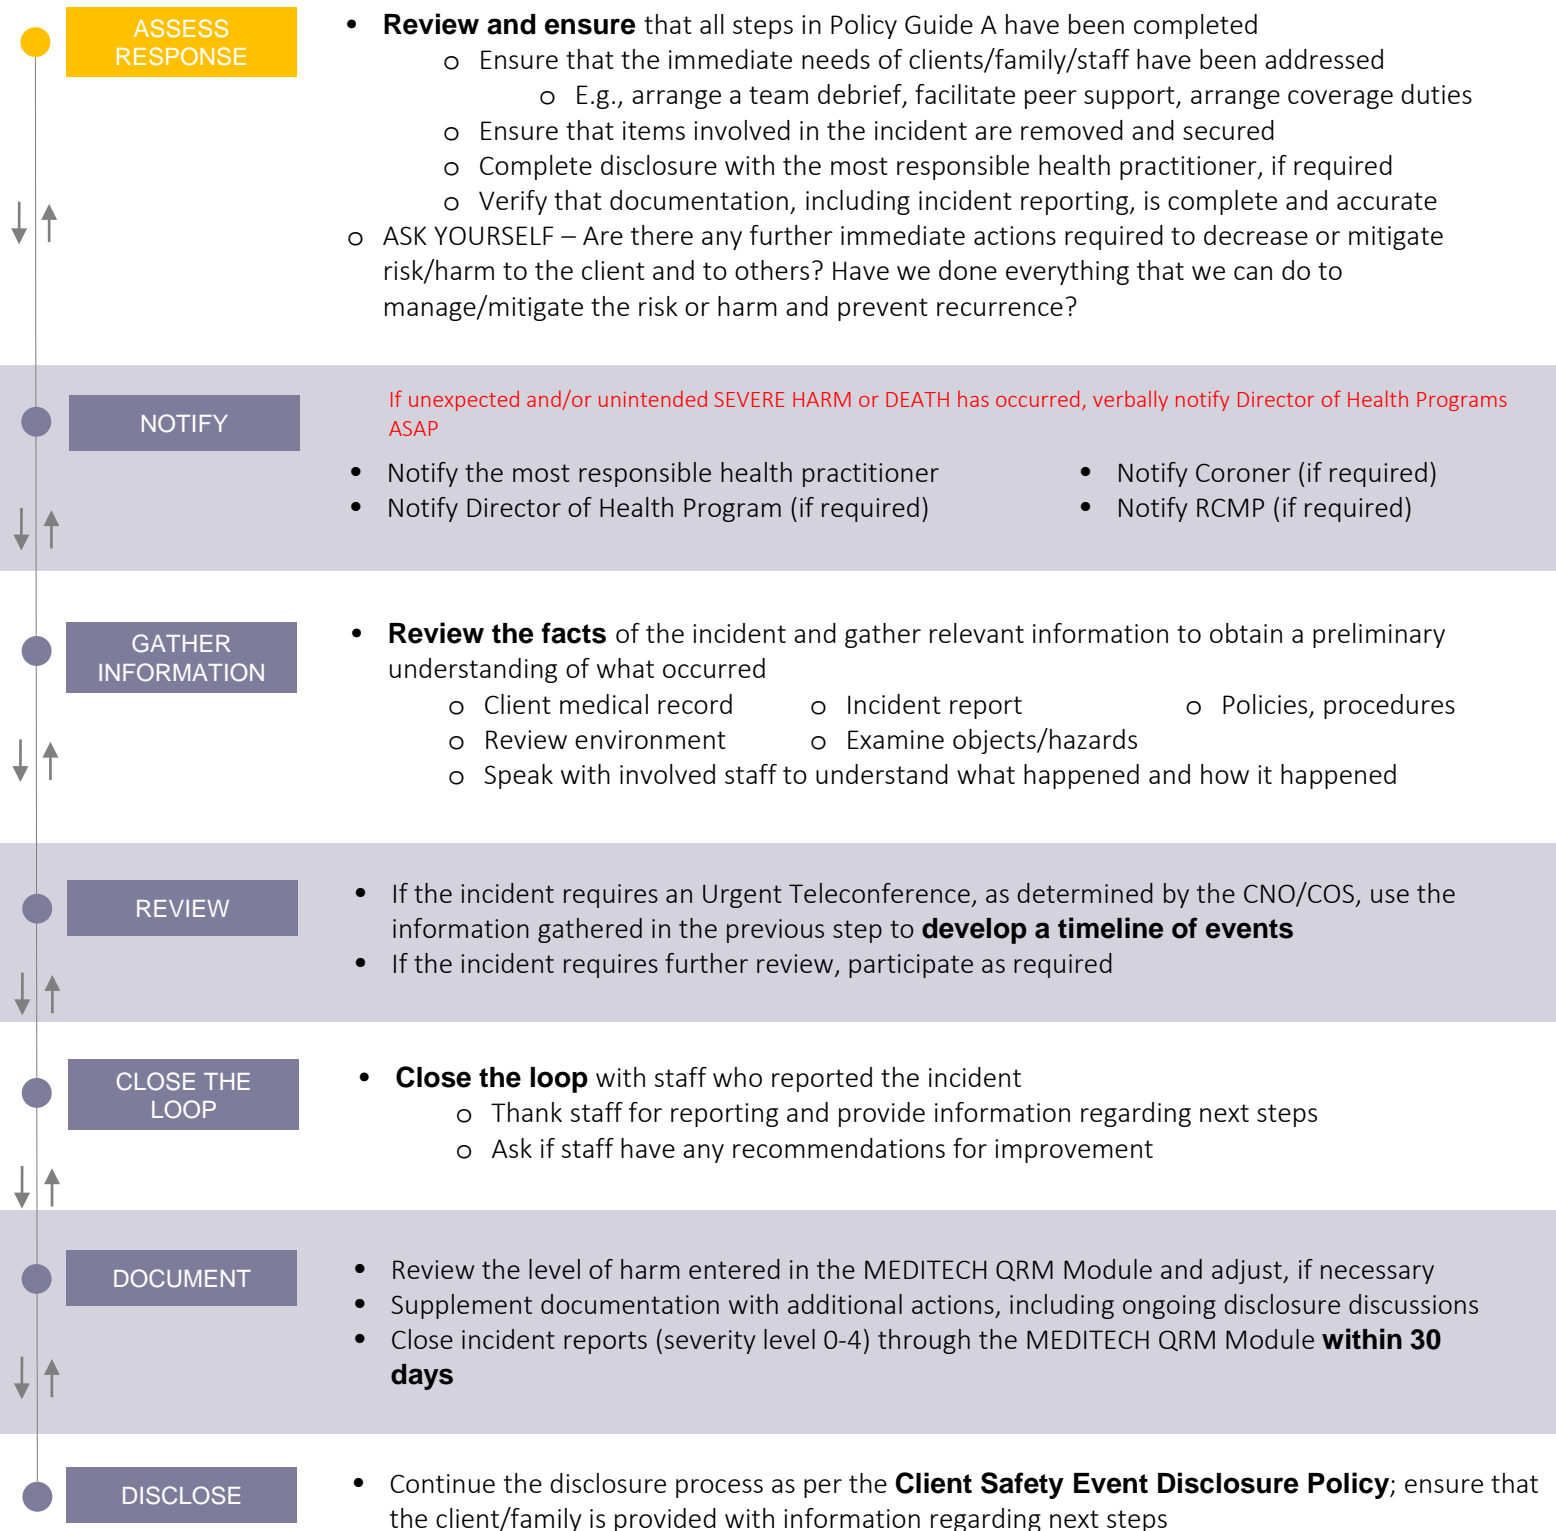 ASSESS
RESPONSE
• Review and ensure that all steps in Policy Guide A have been completed
o Ensure that the immediate needs of clients/family/staff have been addressed
o E.g., arrange a team debrief, facilitate peer support, arrange coverage duties
o Ensure that items involved in the incident are removed and secured
o Complete disclosure with the most responsible health practitioner, if required
o Verify that documentation, including incident reporting, is complete and accurate
o ASK YOURSELF – Are there any further immediate actions required to decrease or mitigate
risk/harm to the client and to others? Have we done everything that we can do to
manage/mitigate the risk or harm and prevent recurrence?
NOTIFY
If unexpected and/or unintended SEVERE HARM or DEATH has occurred, verbally notify Director of Health Programs
ASAP
• Notify the most responsible health practitioner
• Notify Director of Health Program (if required)
• Notify Coroner (if required)
• Notify RCMP (if required)
GATHER
INFORMATION
• Review the facts of the incident and gather relevant information to obtain a preliminary
understanding of what occurred
o Client medical record o Incident report o Policies, procedures
o Review environment o Examine objects/hazards
o Speak with involved staff to understand what happened and how it happened
REVIEW
• If the incident requires an Urgent Teleconference, as determined by the CNO/COS, use the
information gathered in the previous step to develop a timeline of events
• If the incident requires further review, participate as required
CLOSE THE
LOOP
• Close the loop with staff who reported the incident
o Thank staff for reporting and provide information regarding next steps
o Ask if staff have any recommendations for improvement
DOCUMENT
• Review the level of harm entered in the MEDITECH QRM Module and adjust, if necessary
• Supplement documentation with additional actions, including ongoing disclosure discussions
• Close incident reports (severity level 0-4) through the MEDITECH QRM Module within 30
days
DISCLOSE
• Continue the disclosure process as per the Client Safety Event Disclosure Policy; ensure that
the client/family is provided with information regarding next steps